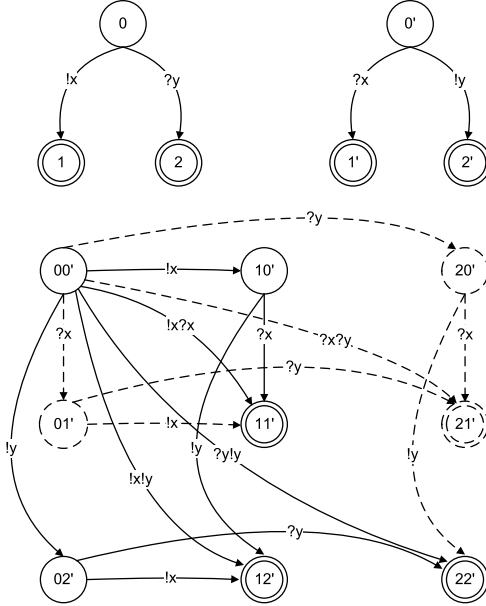 0 0'
!x ?y ?x !y
1 2 1' 2'
?y
00' !x 10' 20'
?x !x?x ?x?y ?x ?x
?y
01' !x 11' 21'
!y !x!y !y ?y!y !y
?y
02' !x 12' 22'